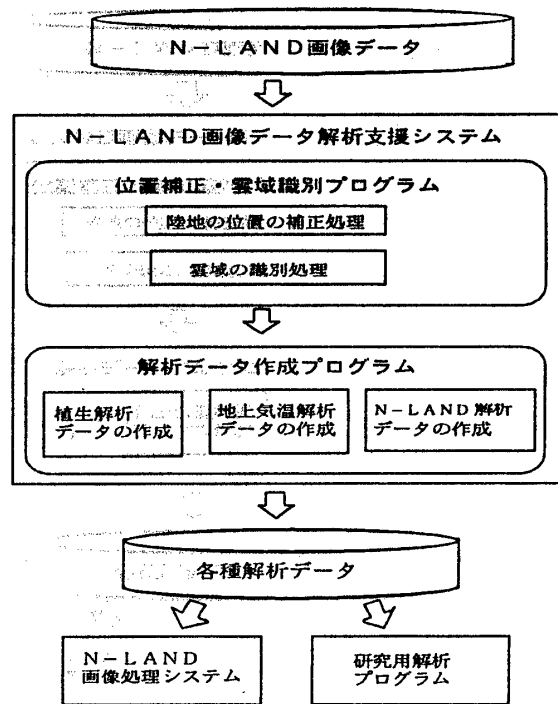 N－LAND画像データ
N－LAND画像データ解析支援システム
位置補正・雲域識別プログラム
陸地の位置の補正処理
雲域の識別処理
解析データ作成プログラム
植生解析
データの作成
地上気温解析
データの作成
N－LAND解析
データの作成
各種解析データ
N－LAND
画像処理システム
研究用解析
プログラム